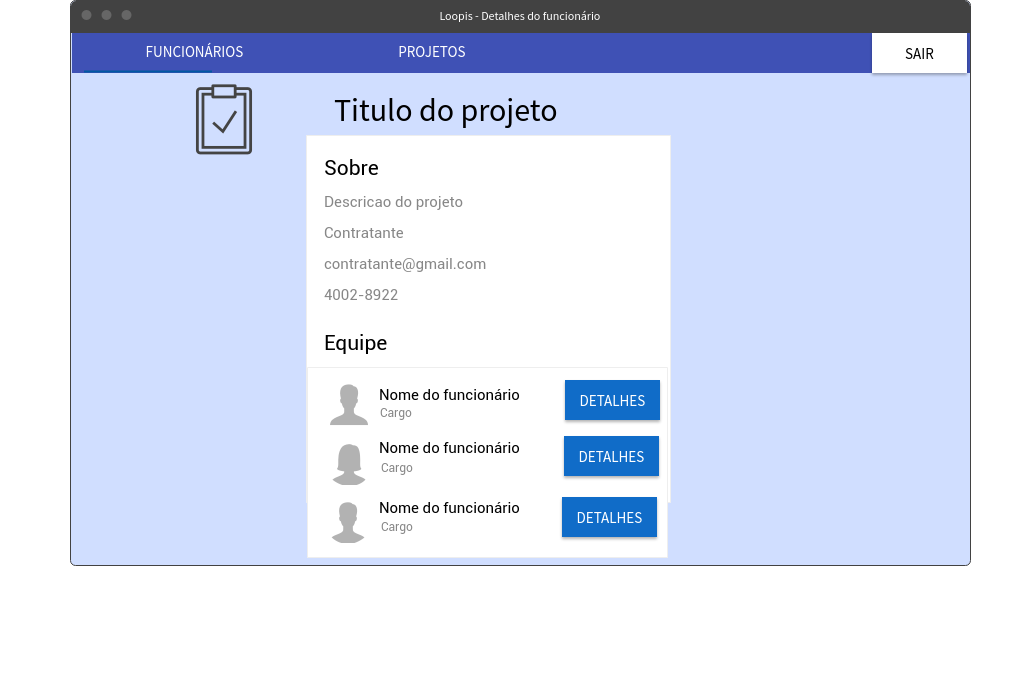 Loopis - Detalhes do funcionário
FUNCIONÁRIOS
PROJETOS
SAIR
Titulo do projeto
Sobre
Descricao do projeto
Contratante
contratante@gmail.com
4002-8922
Equipe
Nome do funcionário
Cargo
DETALHES
Nome do funcionário
Cargo
DETALHES
Nome do funcionário
Cargo
DETALHES